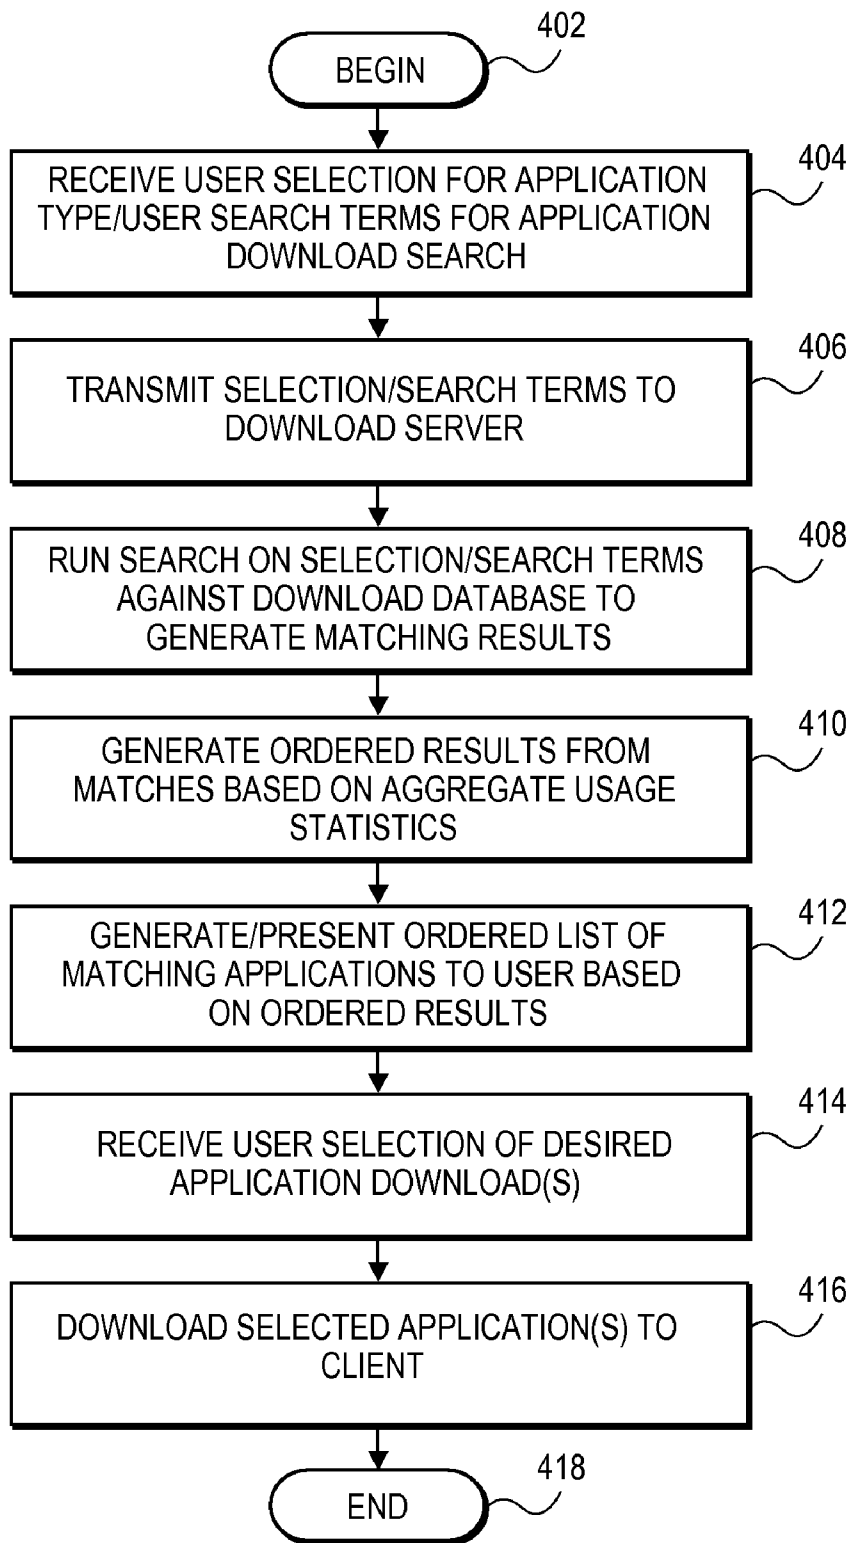 402
BEGIN
404
RECEIVE USER SELECTION FOR APPLICATION
TYPE/USER SEARCH TERMS FOR APPLICATION
DOWNLOAD SEARCH
406
TRANSMIT SELECTION/SEARCH TERMS TO
DOWNLOAD SERVER
408
RUN SEARCH ON SELECTION/SEARCH TERMS
AGAINST DOWNLOAD DATABASE TO
GENERATE MATCHING RESULTS
410
GENERATE ORDERED RESULTS FROM
MATCHES BASED ON AGGREGATE USAGE
STATISTICS
412
GENERATE/PRESENT ORDERED LIST OF
MATCHING APPLICATIONS TO USER BASED
ON ORDERED RESULTS
414
RECEIVE USER SELECTION OF DESIRED
APPLICATION DOWNLOAD(S)
416
DOWNLOAD SELECTED APPLICATION(S) TO
CLIENT
418
END